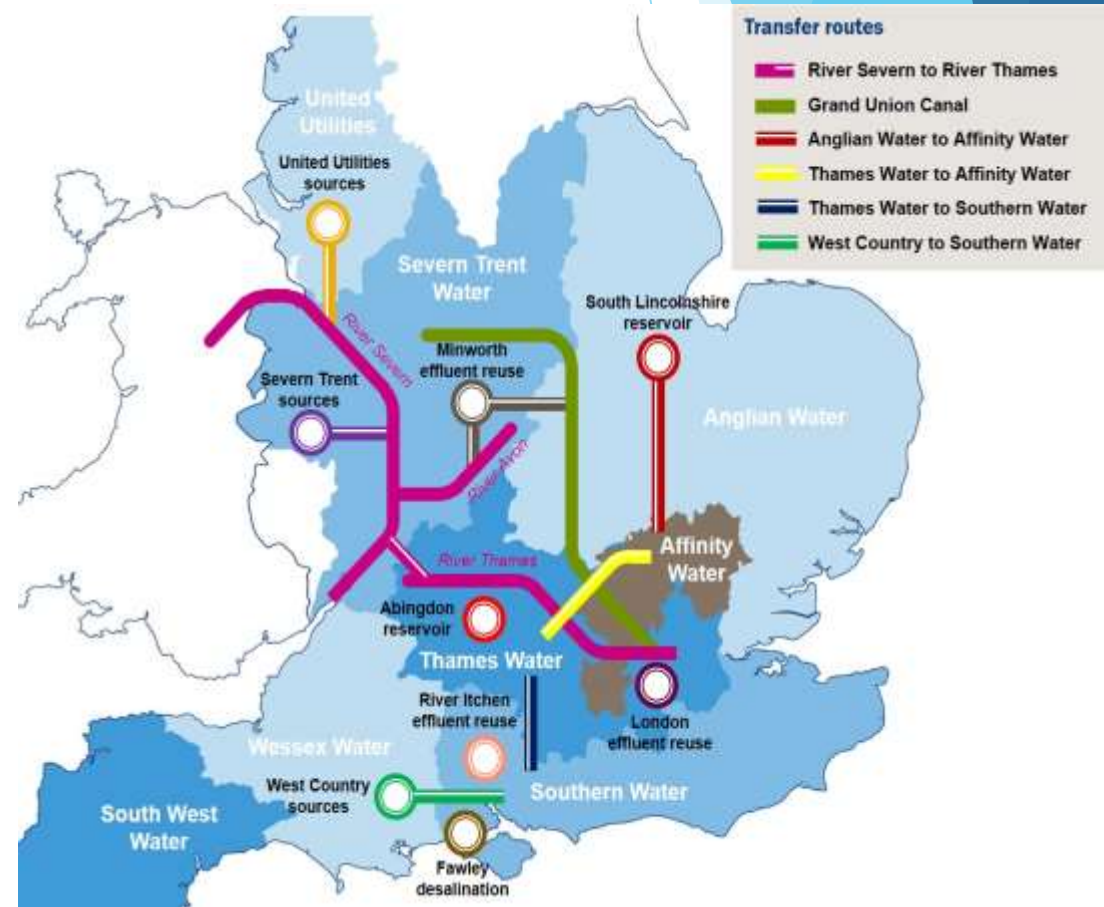 Transfer routes
River Severn to River Thames
Grand Union Canal
Anglian Water to Affinity Water
Thames Water to Affinity Water
Thames Water to Southern Water
West Country to Southern Water
United
Utilities
United Utilities
sources
Severn Trent
Water
South Lincolnshire
reservoir
River Severn
Minworth
effluent reuse
Severn Trent
sources
Anglian Water
River Avon
Affinity
Water
River Thames
Abingdon
reservoir
Thames Water
River Itchen
effluent reuse
London
effluent reuse
Wessex Water
West Country
sources
Southern Water
South West
Water
Fawley
desalination